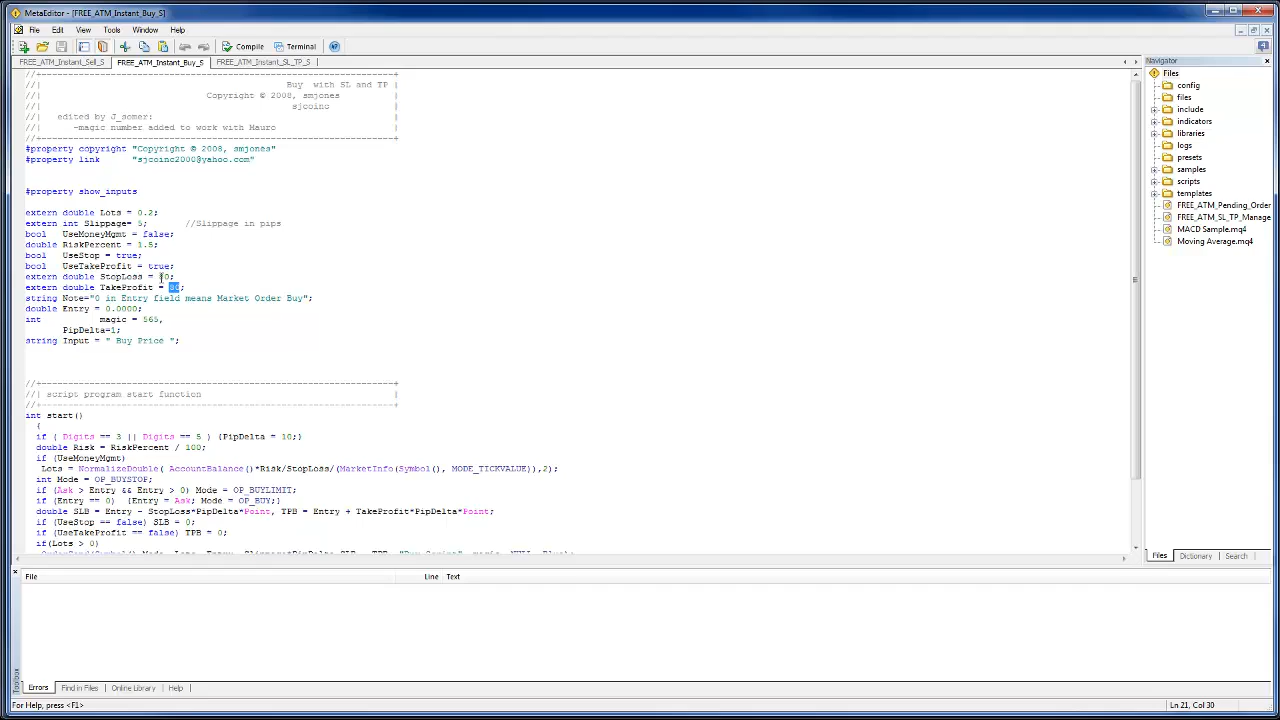 MetaEditor - [FREE_ATM_Instant_Buy_S]
File Edit View Tools Window Help
Compile Terminal
FREE_ATM_Instant_Sell_S FREE_ATM_Instant_Buy_S FREE_ATM_Instant_SL_TP_S
//+------------------------------------------------------------------+
//| Buy with SL and TP |
//| Copyright © 2008, smjones |
//| sjcoinc |
//| edited by J_somer: |
//| -magic number added to work with Mauro |
//+------------------------------------------------------------------+
#property copyright "Copyright © 2008, smjones"
#property link "sjcoinc2000@yahoo.com"
#property show_inputs
extern double Lots = 0.2;
extern int Slippage= 5; //Slippage in pips
bool UseMoneyMgmt = false;
double RiskPercent = 1.5;
bool UseStop = true;
bool UseTakeProfit = true;
extern double StopLoss = 0;
extern double TakeProfit = 80;
string Note="0 in Entry field means Market Order Buy";
double Entry = 0.0000;
int magic = 565,
PipDelta=1;
string Input = " Buy Price ";
//+------------------------------------------------------------------+
//| script program start function |
//+------------------------------------------------------------------+
int start()
{
if ( Digits == 3 || Digits == 5 ) {PipDelta = 10;}
double Risk = RiskPercent / 100;
if (UseMoneyMgmt)
Lots = NormalizeDouble( AccountBalance()*Risk/StopLoss/(MarketInfo(Symbol(), MODE_TICKVALUE)),2);
int Mode = OP_BUYSTOP;
if (Ask > Entry && Entry > 0) Mode = OP_BUYLIMIT;
if (Entry == 0) {Entry = Ask; Mode = OP_BUY;}
double SLB = Entry - StopLoss*PipDelta*Point, TPB = Entry + TakeProfit*PipDelta*Point;
if (UseStop == false) SLB = 0;
if (UseTakeProfit == false) TPB = 0;
if(Lots > 0)
Navigator
Files
config
files
include
indicators
libraries
logs
presets
samples
scripts
templates
FREE_ATM_Pending_Order
FREE_ATM_SL_TP_Manage
MACD Sample.mq4
Moving Average.mq4
Files Dictionary Search
File Line Text
Toolbox
Errors Find in Files Online Library Help
For Help, press <F1> Ln 21, Col 30